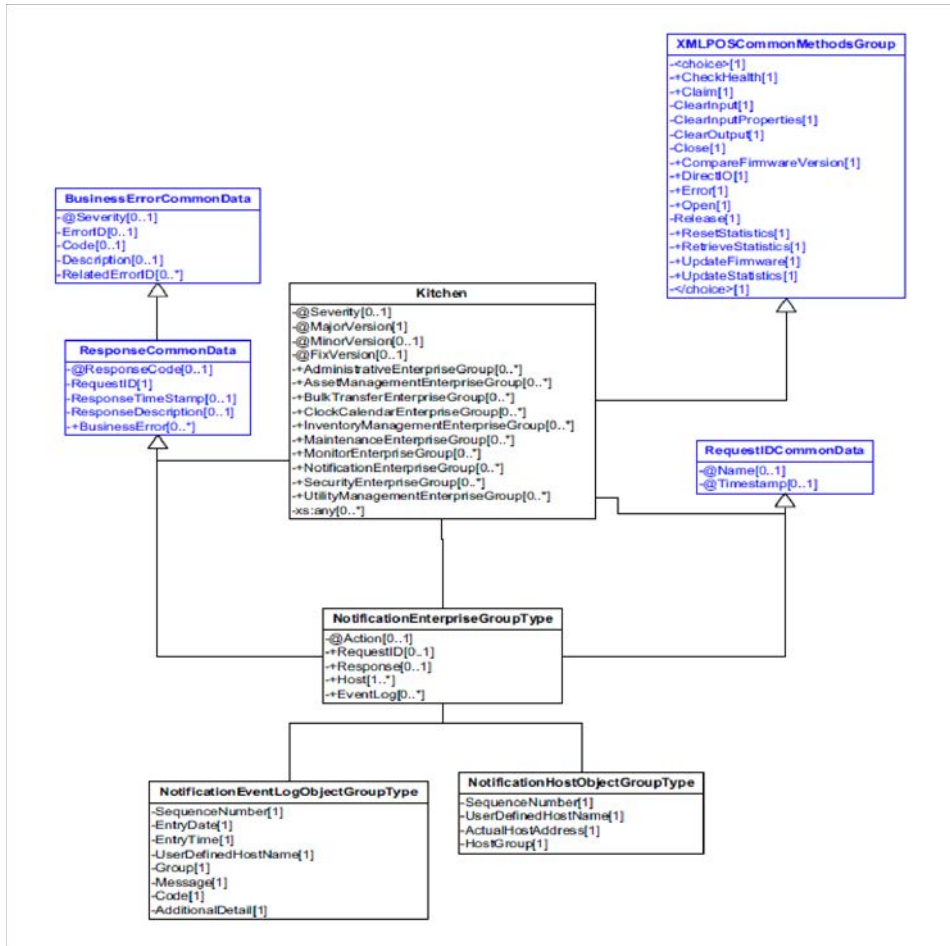 XMLPOSCommonMethodsGroup
-<choice>[1]
-+CheckHealth[1]
-+Claim[1]
-ClearInput[1]
-ClearInputProperties[1]
-ClearOutput[1]
-Close[1]
-+CompareFirmwareVersion[1]
-+DirectIO[1]
-+Error[1]
-+Open[1]
-Release[1]
-+ResetStatistics[1]
-+RetrieveStatistics[1]
-+UpdateFirmware[1]
-+UpdateStatistics[1]
-</choice>[1]
BusinessErrorCommonData
-@Severity[0..1]
-ErrorID[0..1]
-Code[0..1]
-Description[0..1]
-RelatedErrorID[0..*]
Kitchen
-@Severity[0..1]
-@MajorVersion[1]
-@MinorVersion[0..1]
-@FixVersion[0..1]
-+AdministrativeEnterpriseGroup[0..*]
-+AssetManagementEnterpriseGroup[0..*]
-+BulkTransferEnterpriseGroup[0..*]
-+ClockCalendarEnterpriseGroup[0..*]
-+InventoryManagementEnterpriseGroup[0..*]
-+MaintenanceEnterpriseGroup[0..*]
-+MonitorEnterpriseGroup[0..*]
-+NotificationEnterpriseGroup[0..*]
-+SecurityEnterpriseGroup[0..*]
-+UtilityManagementEnterpriseGroup[0..*]
-xs:any[0..*]
ResponseCommonData
-@ResponseCode[0..1]
-RequestID[1]
-ResponseTimeStamp[0..1]
-ResponseDescription[0..1]
-+BusinessError[0..*]
RequestIDCommonData
-@Name[0..1]
-@Timestamp[0..1]
NotificationEnterpriseGroupType
-@Action[0..1]
-+RequestID[0..1]
-+Response[0..1]
-+Host[1..*]
-+EventLog[0..*]
NotificationEventLogObjectGroupType
-SequenceNumber[1]
-EntryDate[1]
-EntryTime[1]
-UserDefinedHostName[1]
-Group[1]
-Message[1]
-Code[1]
-AdditionalDetail[1]
NotificationHostObjectGroupType
-SequenceNumber[1]
-UserDefinedHostName[1]
-ActualHostAddress[1]
-HostGroup[1]